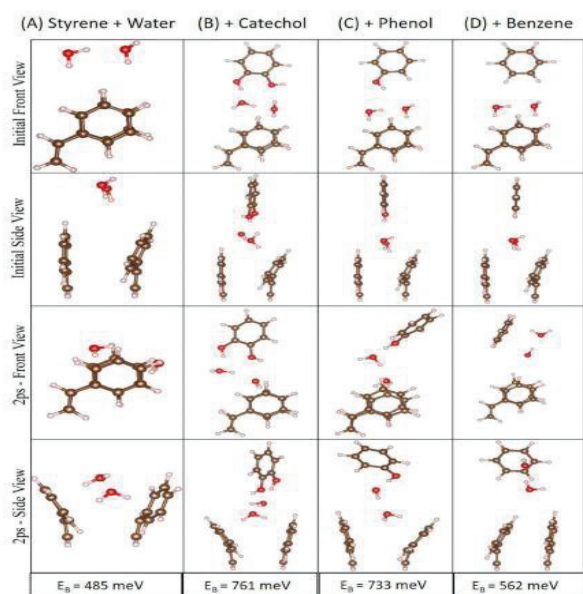 (A) Styrene + Water (B) + Catechol (C) + Phenol (D) + Benzene
Initial Front View
Initial Side View
2ps - Front View
2ps - Side View
E_B = 485 meV E_B = 761 meV E_B = 733 meV E_B = 562 meV